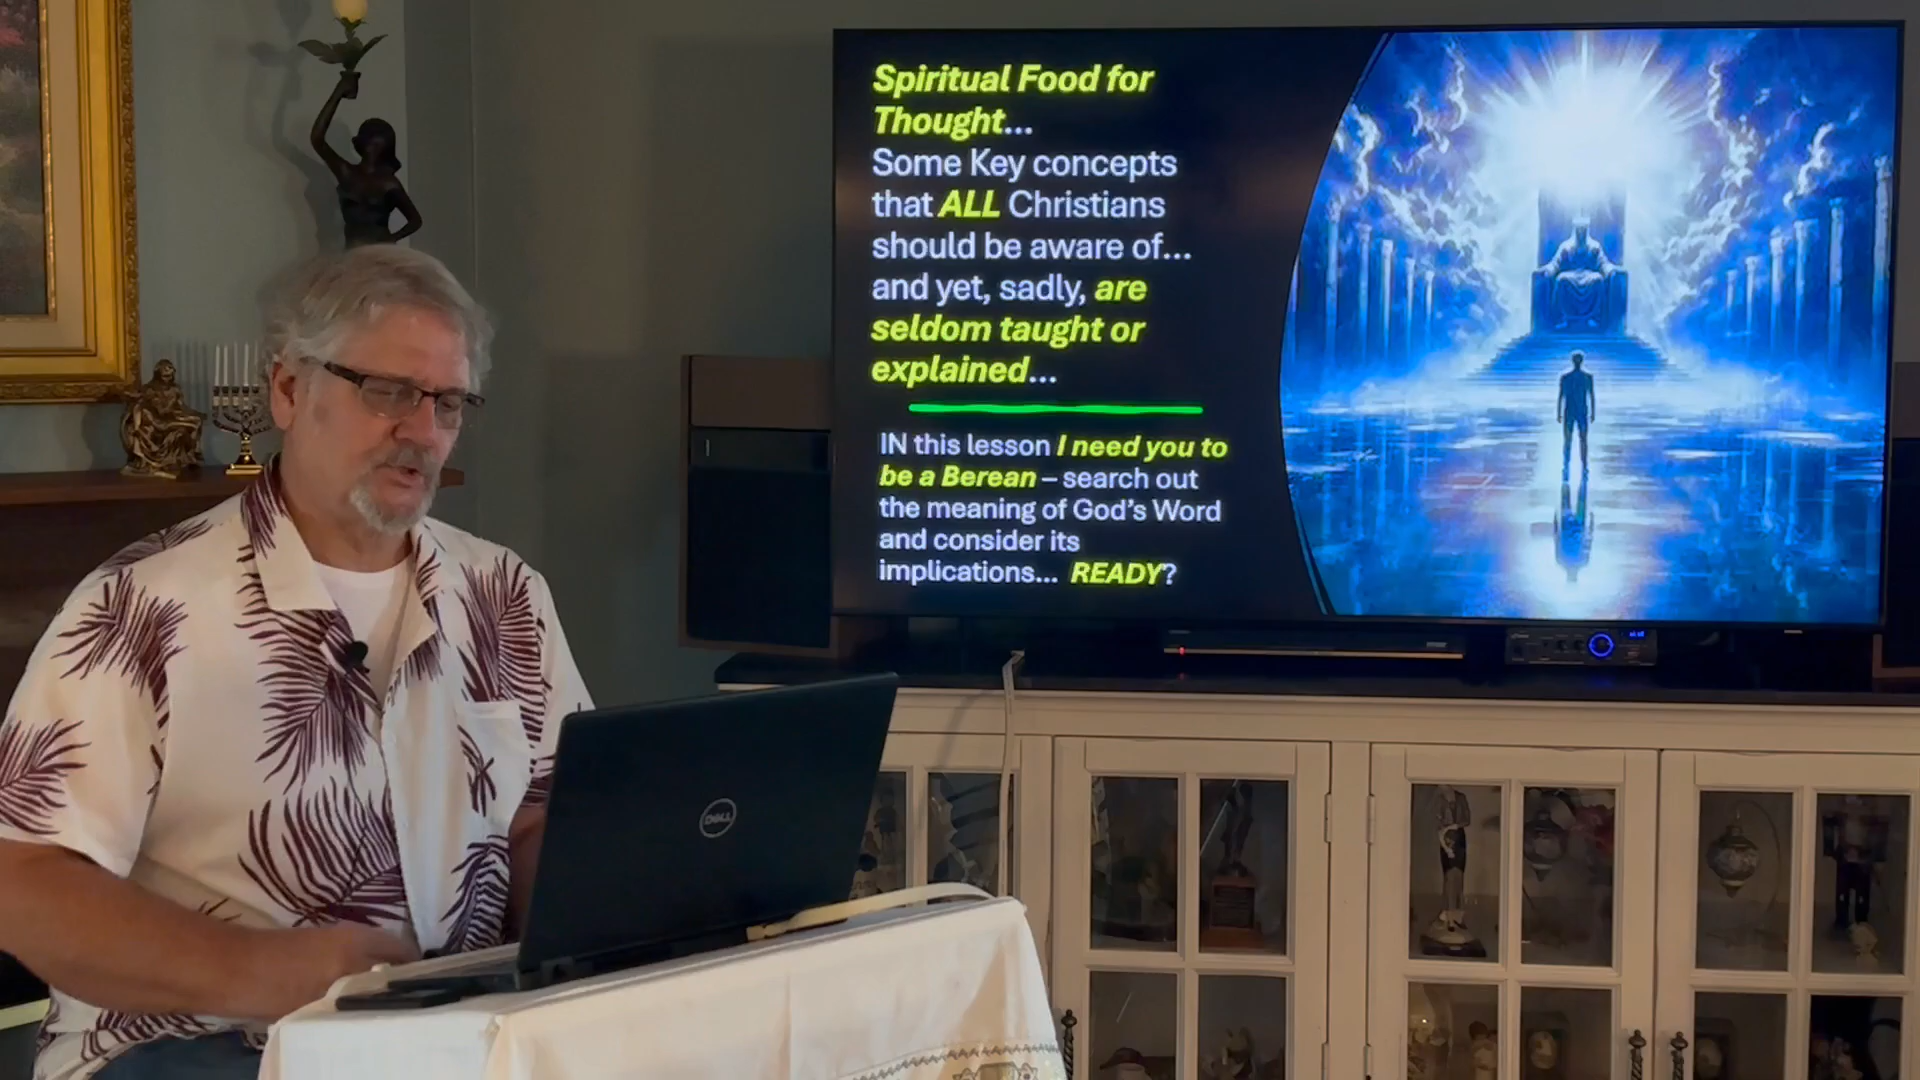 Spiritual Food for
Thought...
Some Key concepts
that ALL Christians
should be aware of...
and yet, sadly, are
seldom taught or
explained...
IN this lesson I need you to
be a Berean – search out
the meaning of God's Word
and consider its
implications... READY?
DELL